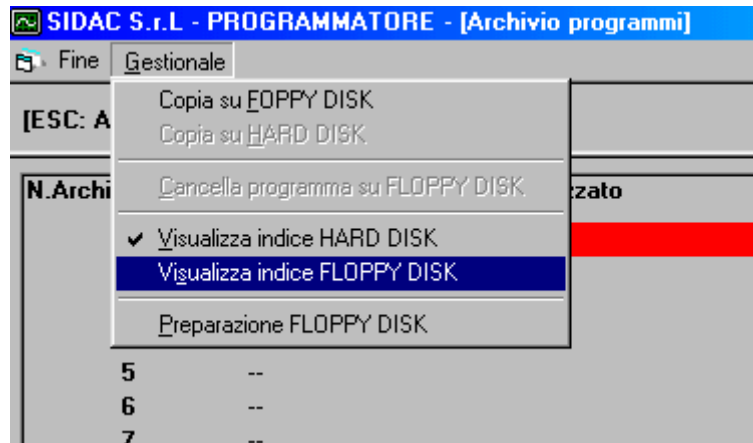 SIDAC S.r.L - PROGRAMMATORE - [Archivio programmi]
Fine Gestionale
[ESC: A
Copia su FOPPY DISK
Copia su HARD DISK
Cancella programma su FLOPPY DISK
N.Archi zzato
Visualizza indice HARD DISK
Visualizza indice FLOPPY DISK
Preparazione FLOPPY DISK
5 --
6 --
7 --